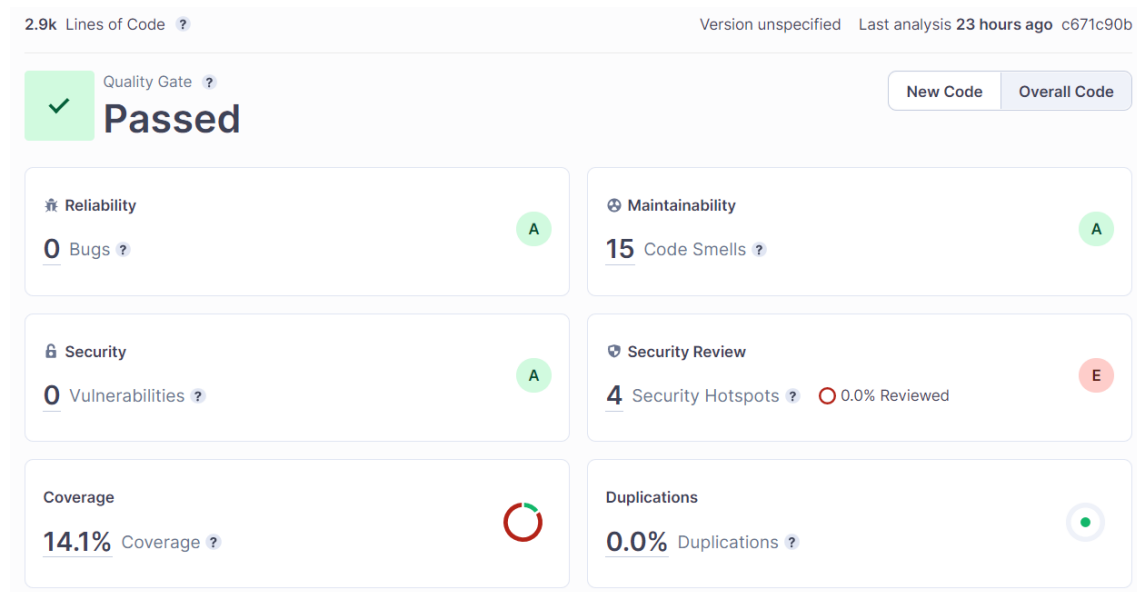 2.9k Lines of Code ? Version unspecified Last analysis 23 hours ago c671c90b
Quality Gate ?
Passed
New Code Overall Code
Reliability
0 Bugs ?
A
Maintainability
15 Code Smells ?
A
Security
0 Vulnerabilities ?
A
Security Review
4 Security Hotspots ? 0.0% Reviewed
E
Coverage
14.1% Coverage ?
Duplications
0.0% Duplications ?